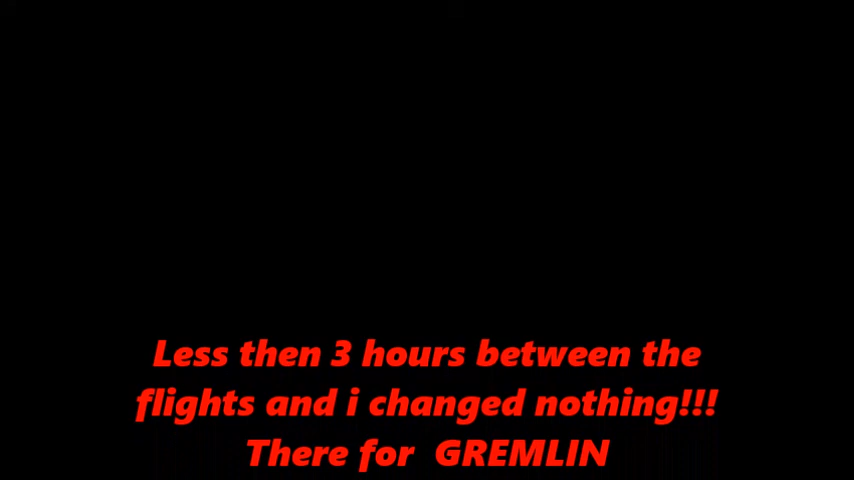 Less then 3 hours between the
flights and i changed nothing!!!
There for  GREMLIN